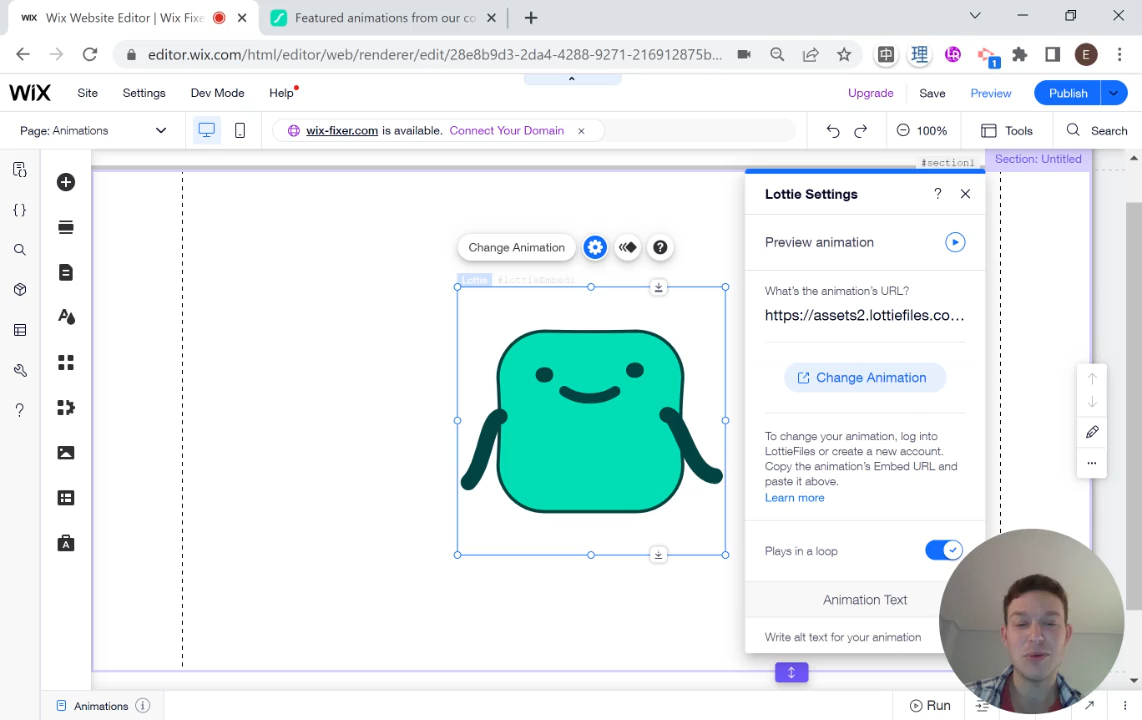 WiX Wix Website Editor | Wix Fixe
Featured animations from our co
editor.wix.com/html/editor/web/renderer/edit/28e8b9d3-2da4-4288-9271-216912875b...
1
E
WiX
Site
Settings
Dev Mode
Help
Upgrade
Save
Preview
Publish
Page: Animations
wix-fixer.com is available. Connect Your Domain
100%
Tools
Search
#section1
Section: Untitled
Lottie Settings
?
Preview animation
Change Animation
?
Lottie #lottieEmbed1
What's the animation's URL?
https://assets2.lottiefiles.co...
Change Animation
To change your animation, log into
LottieFiles or create a new account.
Copy the animation's Embed URL and
paste it above.
Learn more
Plays in a loop
Animation Text
Write alt text for your animation
Animations
Run